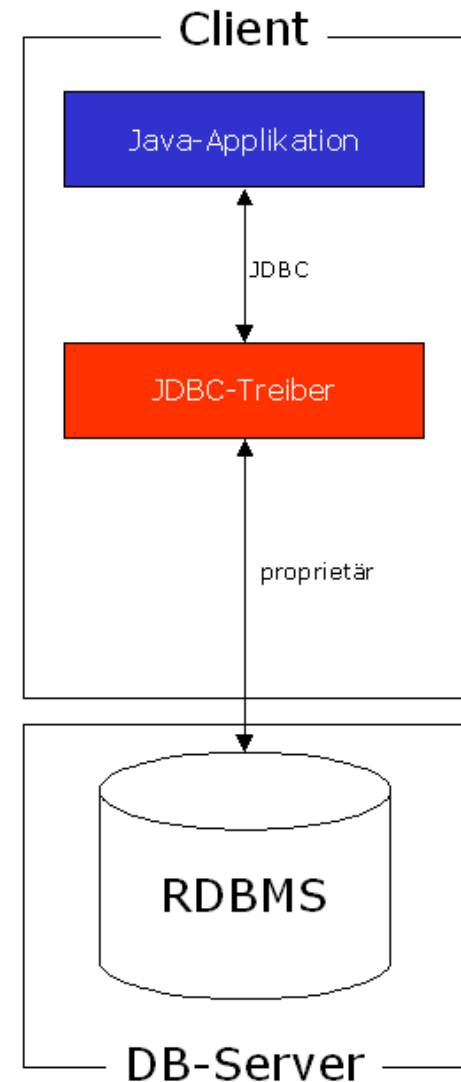 Client
Java-Applikation
JDBC
JDBC-Treiber
proprietär
RDBMS
DB-Server